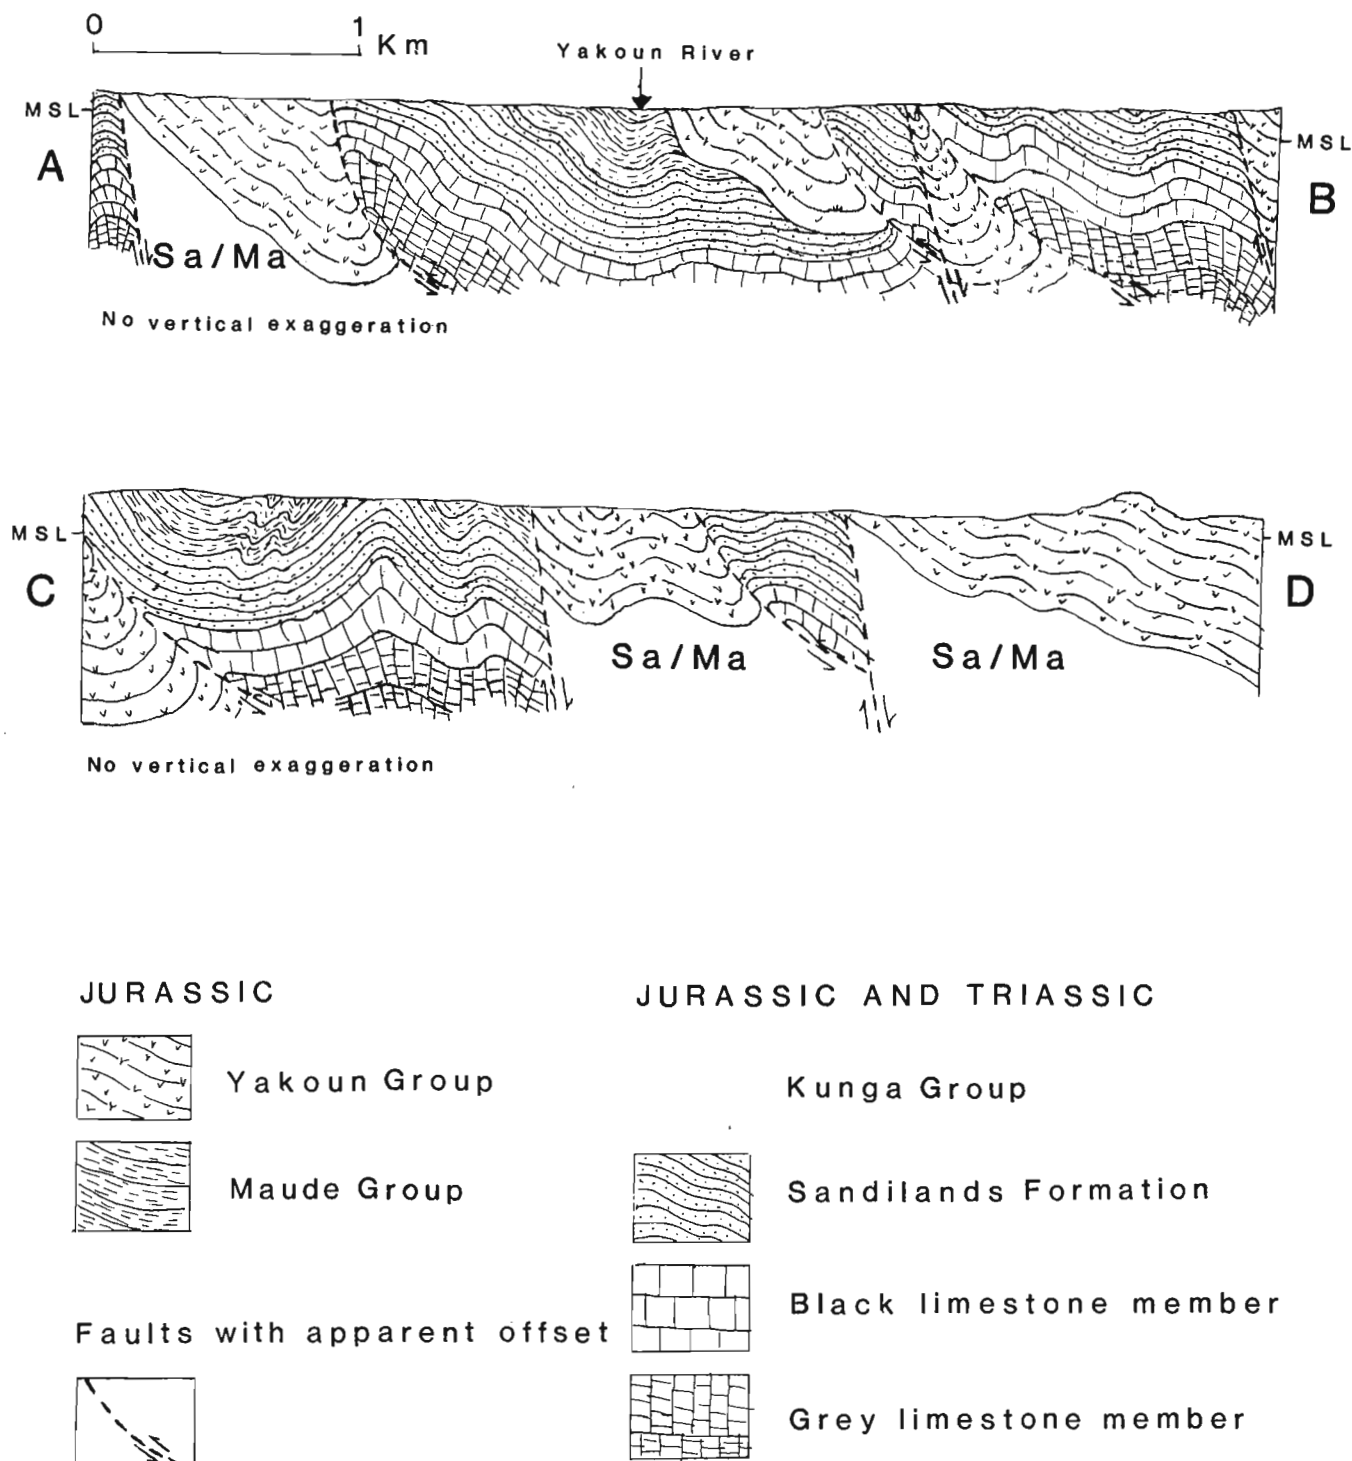 0 1 Km
Yakoun River
MSL
MSL
A
B
Sa/Ma
No vertical exaggeration
MSL
MSL
C
D
Sa/Ma
Sa/Ma
No vertical exaggeration
JURASSIC
JURASSIC AND TRIASSIC
Yakoun Group
Kunga Group
Maude Group
Sandilands Formation
Black limestone member
Faults with apparent offset
Grey limestone member